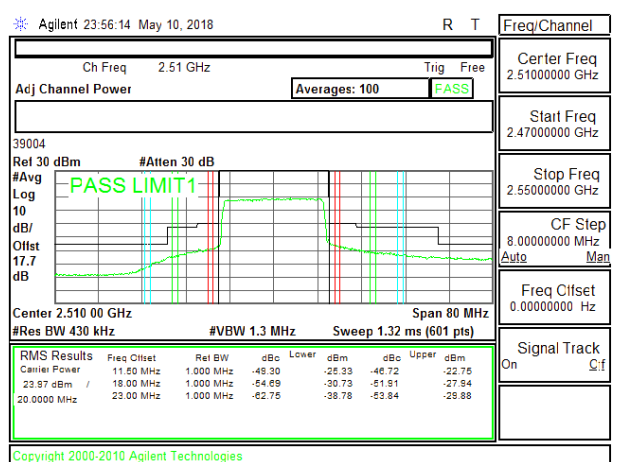 Agilent 23:56:14 May 10, 2018 R T
Ch Freq 2.51 GHz Trig Free
Adj Channel Power Averages: 100 PASS
39004
Ref 30 dBm #Atten 30 dB
#Avg
Log
10
dB/
Offst
17.7
dB
PASS LIMIT1
Center 2.510 00 GHz Span 80 MHz
#Res BW 430 kHz #VBW 1.3 MHz Sweep 1.32 ms (601 pts)
RMS Results Freq Offset Ref BW dBc Lower dBm dBc Upper dBm
Carrier Power 11.50 MHz 1.000 MHz -49.30 -25.33 -46.72 -22.75
23.97 dBm / 18.00 MHz 1.000 MHz -54.69 -30.73 -51.91 -27.94
20.0000 MHz 23.00 MHz 1.000 MHz -62.75 -38.78 -53.84 -29.88
Copyright 2000-2010 Agilent Technologies
Freq/Channel
Center Freq
2.51000000 GHz
Start Freq
2.47000000 GHz
Stop Freq
2.55000000 GHz
CF Step
8.00000000 MHz
Auto Man
Freq Offset
0.00000000 Hz
Signal Track
On Off